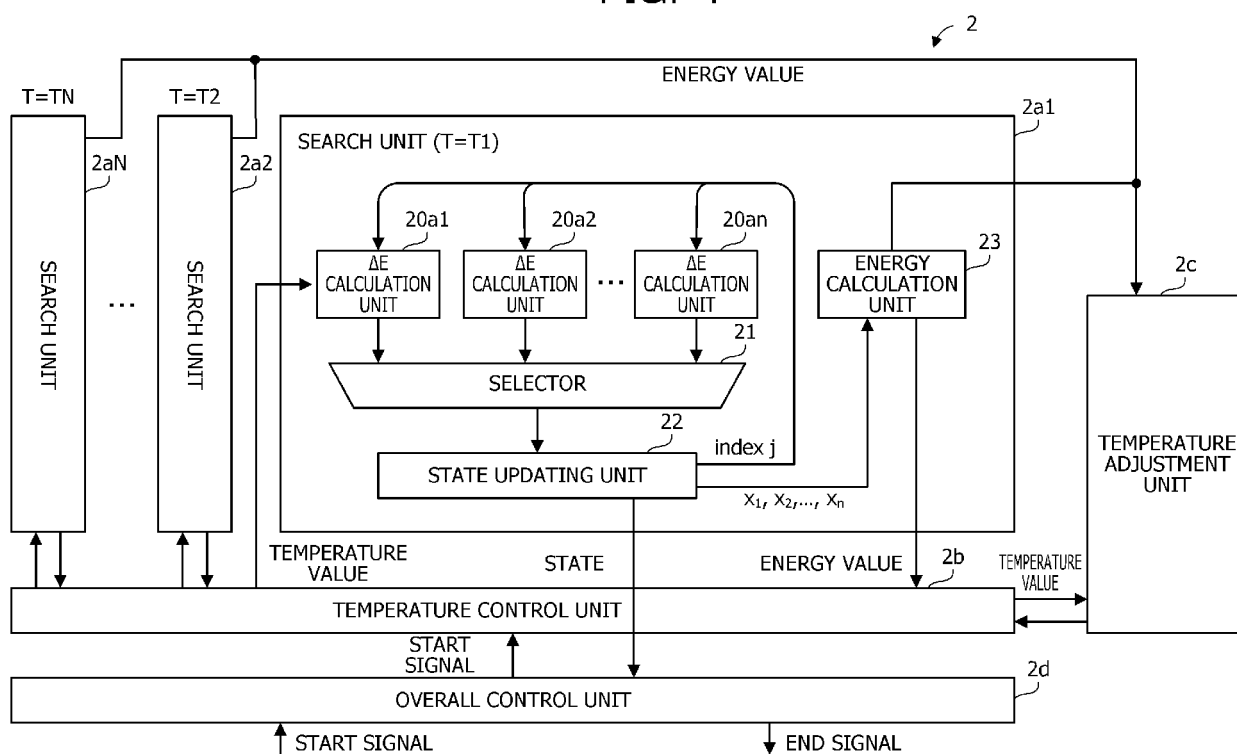 2
ENERGY VALUE
T=TN
T=T2
2a1
SEARCH UNIT (T=T1)
2aN
2a2
20a1
20a2
20an
23
ΔE
CALCULATION
UNIT
ΔE
CALCULATION
UNIT
...
ΔE
CALCULATION
UNIT
ENERGY
CALCULATION
UNIT
2c
SEARCH UNIT
...
SEARCH UNIT
21
SELECTOR
22
index j
STATE UPDATING UNIT
X1, X2,..., Xn
TEMPERATURE
ADJUSTMENT
UNIT
TEMPERATURE
VALUE
STATE
ENERGY VALUE
2b
TEMPERATURE
VALUE
TEMPERATURE CONTROL UNIT
START
SIGNAL
2d
OVERALL CONTROL UNIT
START SIGNAL
END SIGNAL